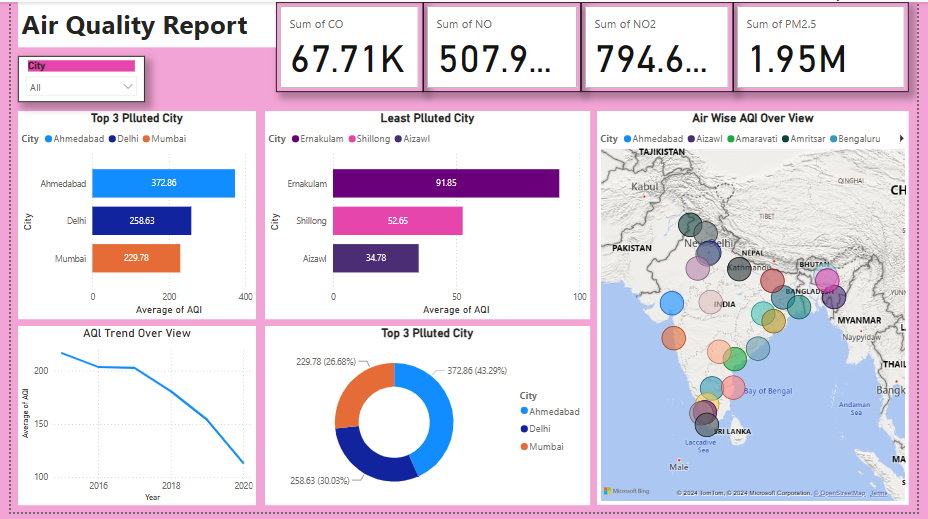 Air Quality Report
Sum of CO
67.71K
Sum of NO
507.9...
Sum of NO2
794.6...
Sum of PM2.5
1.95M
City
All
Top 3 Plluted City
City Ahmedabad Delhi Mumbai
Ahmedabad 372.86
Delhi 258.63
Mumbai 229.78
City
0 200 400
Average of AQI
Least Plluted City
City Ernakulam Shillong Aizawl
Ernakulam 91.85
Shillong 52.65
Aizawl 34.78
City
0 50 100
Average of AQI
Air Wise AQI Over View
City Ahmedabad Aizawl Amaravati Amritsar Bengaluru
TAJIKISTAN
Kabul
QINGHAI
CH
TIBET
PAKISTAN
New Delhi
NEPAL
Kathmandu
BHUTAN
INDIA
BANGLADESH
YUNN
MYANMAR
Naypyidaw
L
THAIL
Bangk
Bay of Bengal
Andaman
Sea
SRI LANKA
Laccadive
Sea
Malé
MA
S
Microsoft Bing
© 2024 TomTom, © 2024 Microsoft Corporation, © OpenStreetMap Terms
AQI Trend Over View
200
150
100
Average of AQI
2016 2018 2020
Year
Top 3 Plluted City
229.78 (26.68%)
372.86 (43.29%)
258.63 (30.03%)
City
Ahmedabad
Delhi
Mumbai